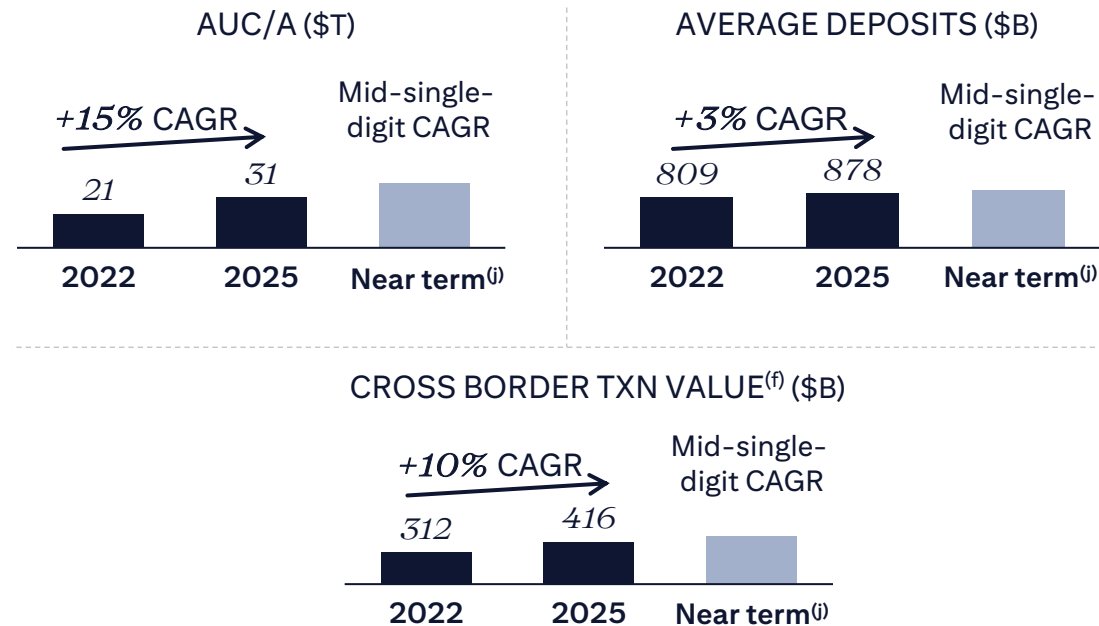 AUC/A ($T)
+15% CAGR
Mid-single-
digit CAGR
21
31
2022
2025
Near term(j)
AVERAGE DEPOSITS ($B)
+3% CAGR
Mid-single-
digit CAGR
809
878
2022
2025
Near term(j)
CROSS BORDER TXN VALUE(f) ($B)
+10% CAGR
Mid-single-
digit CAGR
312
416
2022
2025
Near term(j)